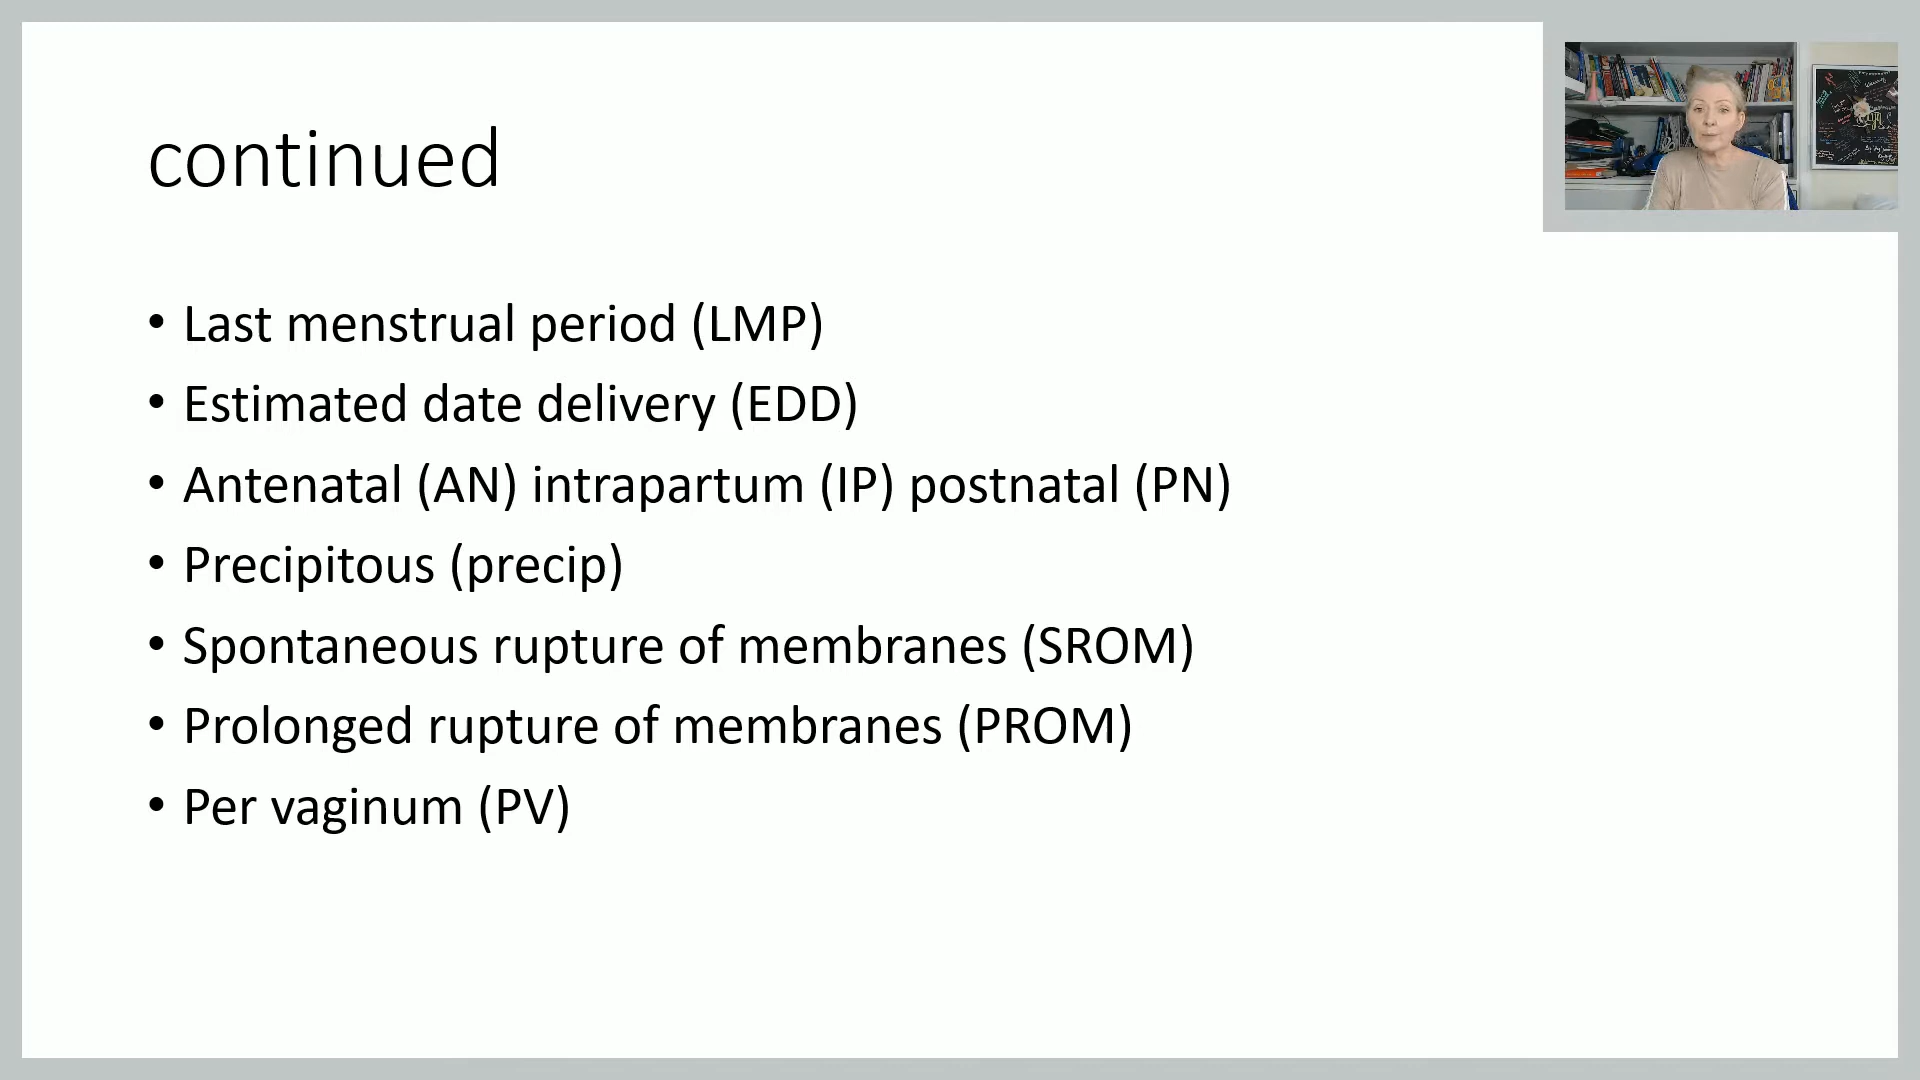 continued
• Last menstrual period (LMP)
• Estimated date delivery (EDD)
• Antenatal (AN) intrapartum (IP) postnatal (PN)
• Precipitous (precip)
• Spontaneous rupture of membranes (SROM)
• Prolonged rupture of membranes (PROM)
• Per vaginum (PV)